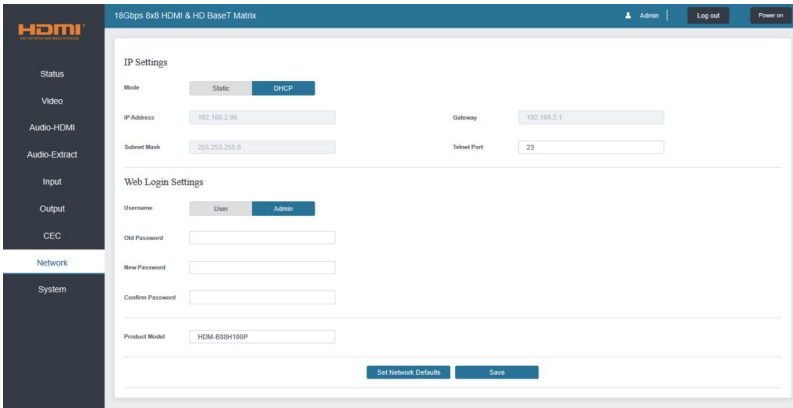 HDMI
18Gbps 8x8 HDMI & HD BaseT Matrix
Admin
Log out
Power on
Status
Video
Audio-HDMI
Audio-Extract
Input
Output
CEC
Network
System
IP Settings
Mode Static DHCP
IP Address 192.168.2.96 Gateway 192.168.2.1
Subnet Mask 255.255.255.0 Telnet Port 23
Web Login Settings
Username User Admin
Old Password
New Password
Confirm Password
Product Model HDM-B88H100P
Set Network Defaults Save